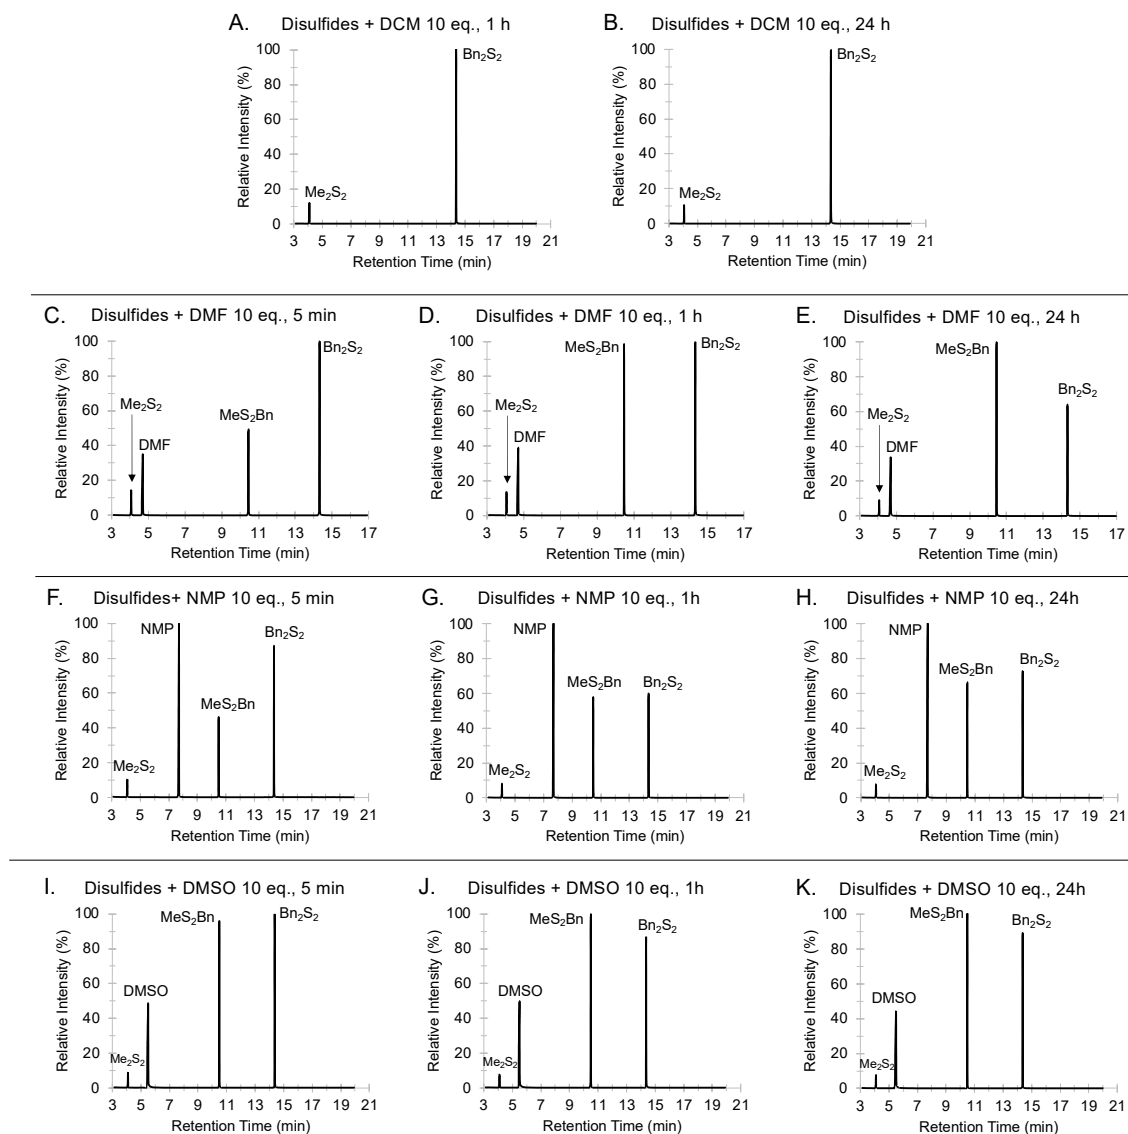 A. Disulfides + DCM 10 eq., 1 h
Relative Intensity (%)
100
80
60
40
20
0
Me₂S₂
Bn₂S₂
3 5 7 9 11 13 15 17 19 21
Retention Time (min)
B. Disulfides + DCM 10 eq., 24 h
Relative Intensity (%)
100
80
60
40
20
0
Me₂S₂
Bn₂S₂
3 5 7 9 11 13 15 17 19 21
Retention Time (min)
C. Disulfides + DMF 10 eq., 5 min
Relative Intensity (%)
100
80
60
40
20
0
Me₂S₂
DMF
MeS₂Bn
Bn₂S₂
3 5 7 9 11 13 15 17
Retention Time (min)
D. Disulfides + DMF 10 eq., 1 h
Relative Intensity (%)
100
80
60
40
20
0
Me₂S₂
DMF
MeS₂Bn
Bn₂S₂
3 5 7 9 11 13 15 17
Retention Time (min)
E. Disulfides + DMF 10 eq., 24 h
Relative Intensity (%)
100
80
60
40
20
0
Me₂S₂
DMF
MeS₂Bn
Bn₂S₂
3 5 7 9 11 13 15 17
Retention Time (min)
F. Disulfides+ NMP 10 eq., 5 min
Relative Intensity (%)
100
80
60
40
20
0
Me₂S₂
NMP
MeS₂Bn
Bn₂S₂
3 5 7 9 11 13 15 17 19 21
Retention Time (min)
G. Disulfides + NMP 10 eq., 1h
Relative Intensity (%)
100
80
60
40
20
0
Me₂S₂
NMP
MeS₂Bn
Bn₂S₂
3 5 7 9 11 13 15 17 19 21
Retention Time (min)
H. Disulfides + NMP 10 eq., 24h
Relative Intensity (%)
100
80
60
40
20
0
Me₂S₂
NMP
MeS₂Bn
Bn₂S₂
3 5 7 9 11 13 15 17 19 21
Retention Time (min)
I. Disulfides + DMSO 10 eq., 5 min
Relative Intensity (%)
100
80
60
40
20
0
Me₂S₂
DMSO
MeS₂Bn
Bn₂S₂
3 5 7 9 11 13 15 17 19 21
Retention Time (min)
J. Disulfides + DMSO 10 eq., 1h
Relative Intensity (%)
100
80
60
40
20
0
Me₂S₂
DMSO
MeS₂Bn
Bn₂S₂
3 5 7 9 11 13 15 17 19 21
Retention Time (min)
K. Disulfides + DMSO 10 eq., 24h
Relative Intensity (%)
100
80
60
40
20
0
Me₂S₂
DMSO
MeS₂Bn
Bn₂S₂
3 5 7 9 11 13 15 17 19 21
Retention Time (min)